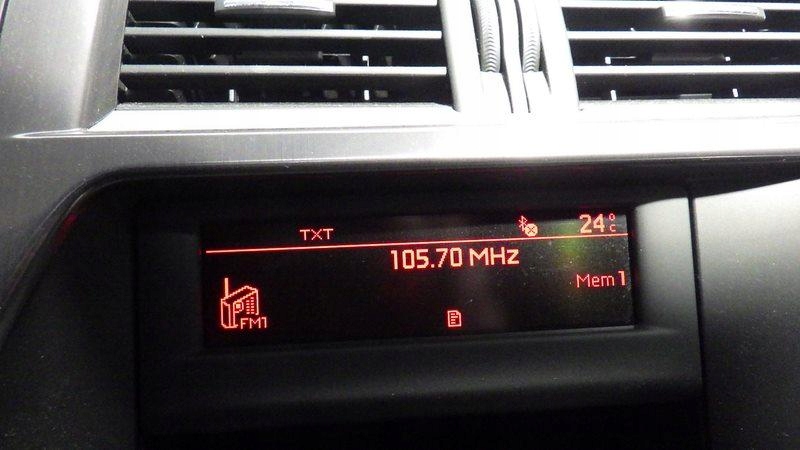 TXT 24°C
105.70 MHz
Mem 1
FM1